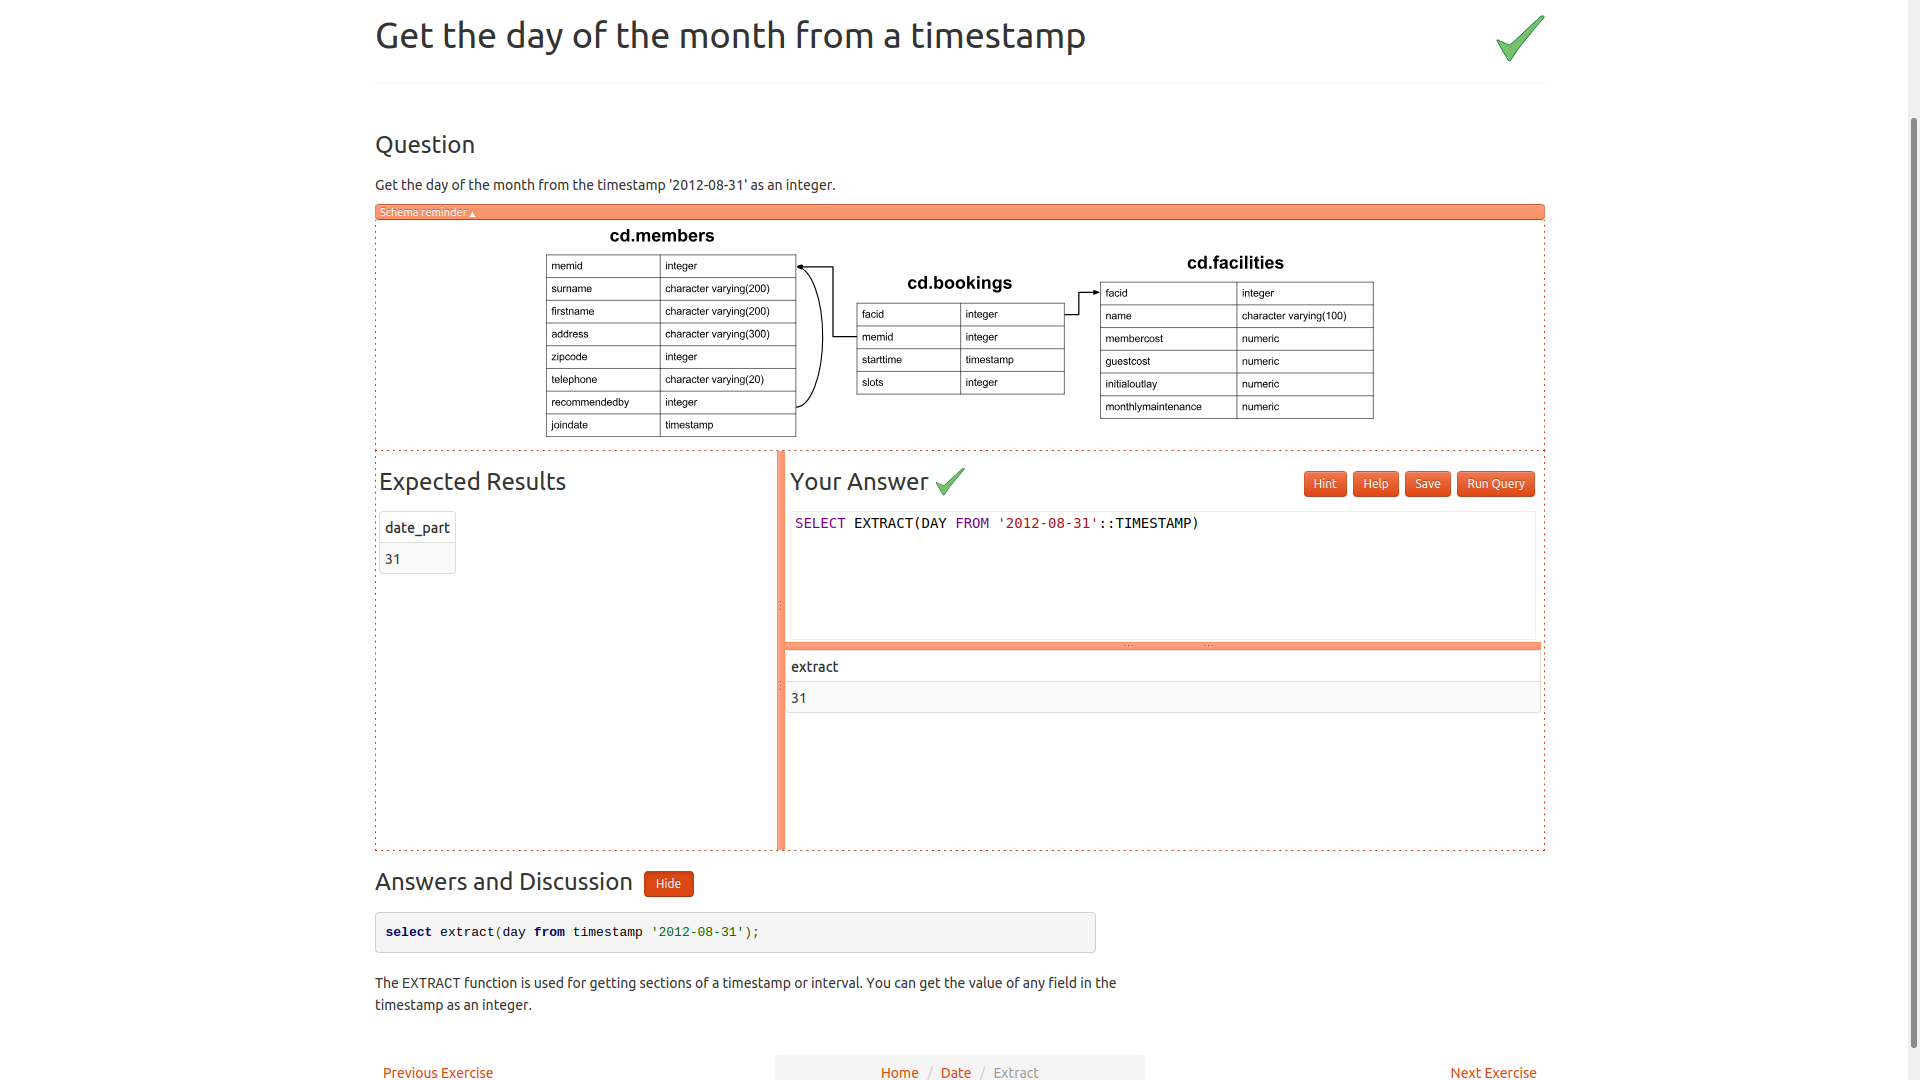 Get the day of the month from a timestamp
Question
Get the day of the month from the timestamp '2012-08-31' as an integer.
Schema reminder ▲
cd.members
memid integer
surname character varying(200)
firstname character varying(200)
address character varying(300)
zipcode integer
telephone character varying(20)
recommendedby integer
joindate timestamp
cd.bookings
facid integer
memid integer
starttime timestamp
slots integer
cd.facilities
facid integer
name character varying(100)
membercost numeric
guestcost numeric
initialoutlay numeric
monthlymaintenance numeric
Expected Results
date_part
31
Your Answer
Hint Help Save Run Query
SELECT EXTRACT(DAY FROM '2012-08-31'::TIMESTAMP)
extract
31
Answers and Discussion Hide
select extract(day from timestamp '2012-08-31');
The EXTRACT function is used for getting sections of a timestamp or interval. You can get the value of any field in the
timestamp as an integer.
Previous Exercise Home / Date / Extract Next Exercise